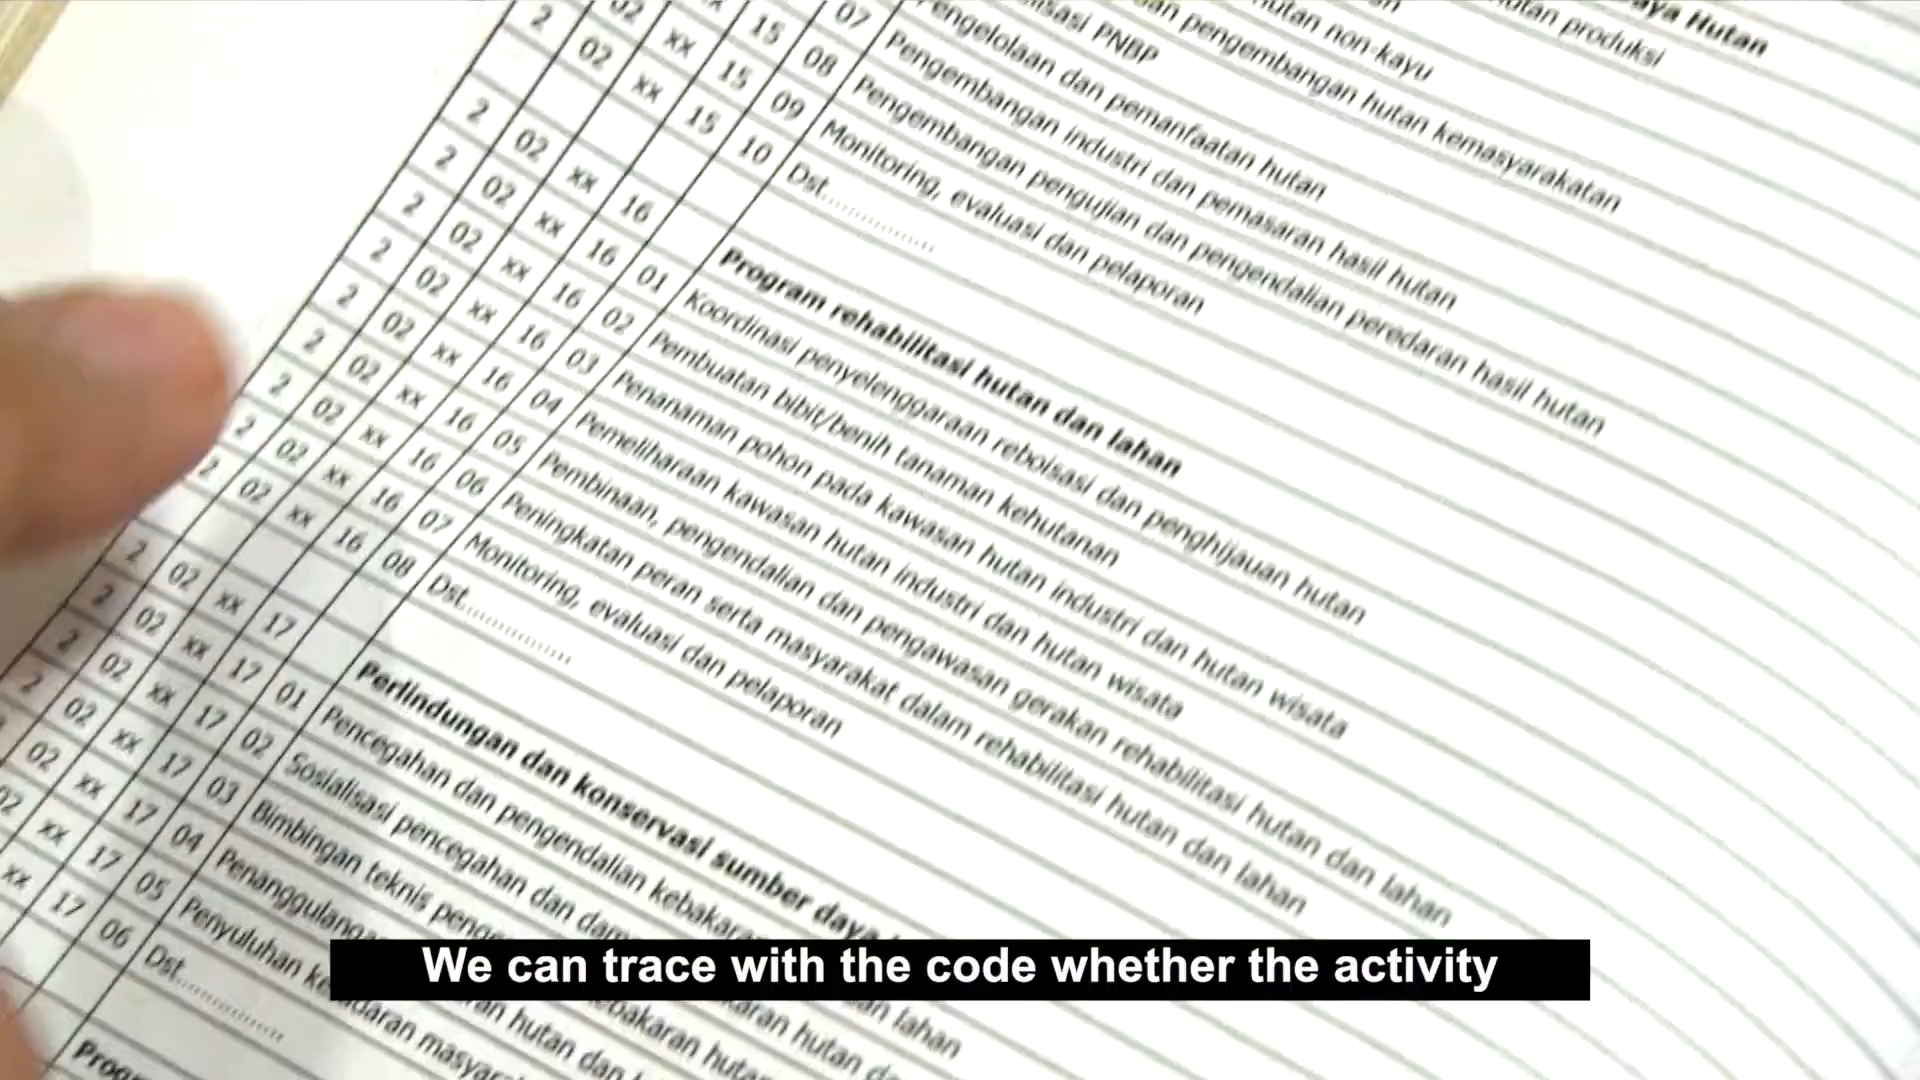 daya Hutan
hutan produksi
hutan non-kayu
pengembangan hutan kemasyarakatan
PNBP
Pengelolaan dan pemanfaatan hutan
07 Pengembangan industri dan pemasaran hasil hutan
xx 15 08 Pengembangan pengujian dan pengendalian peredaran hasil hutan
02 xx 15 09 Monitoring, evaluasi dan pelaporan
2 02 xx 15 10 Dst...............
2 02 xx 16 Program rehabilitasi hutan dan lahan
2 02 xx 16 01 Koordinasi penyelenggaraan reboisasi dan penghijauan hutan
2 02 xx 16 02 Pembuatan bibit/benih tanaman kehutanan
2 02 xx 16 03 Penanaman pohon pada kawasan hutan industri dan hutan wisata
2 02 xx 16 04 Pemeliharaan kawasan hutan industri dan hutan wisata
2 02 xx 16 05 Pembinaan, pengendalian dan pengawasan gerakan rehabilitasi hutan dan lahan
2 02 xx 16 06 Peningkatan peran serta masyarakat dalam rehabilitasi hutan dan lahan
2 02 xx 16 07 Monitoring, evaluasi dan pelaporan
2 02 xx 16 08 Dst...............
2 02 xx 17 Perlindungan dan konservasi sumber daya
2 02 xx 17 01 Pencegahan dan pengendalian kebakaran
2 02 xx 17 02 Sosialisasi pencegahan dan
2 02 xx 17 03 Bimbingan teknis
02 xx 17 04 Penanggulangan
02 xx 17 05 Penyuluhan
xx 17 06 Dst...............
We can trace with the code whether the activity